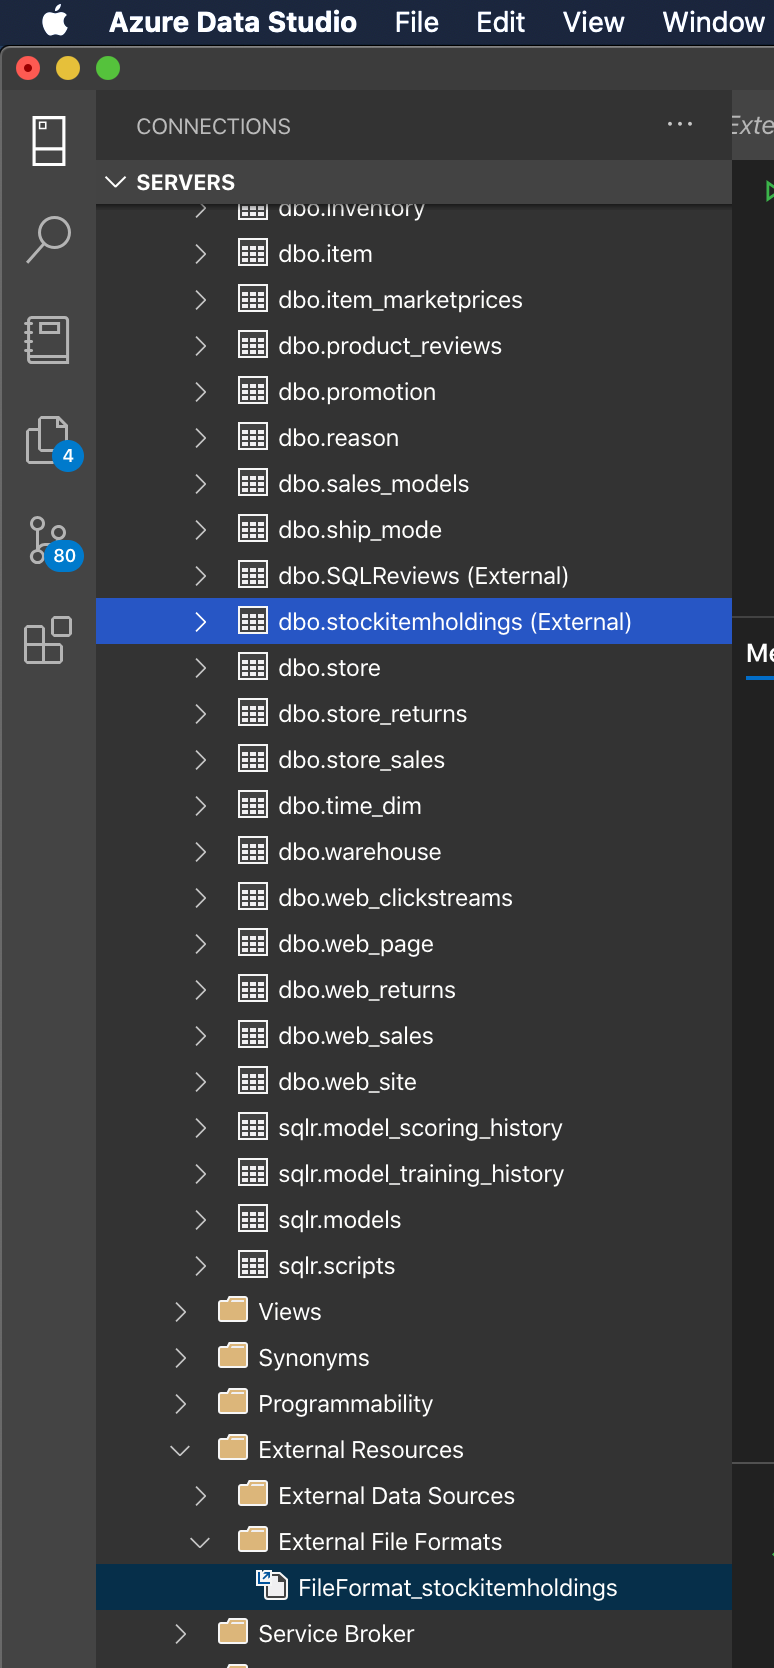 Azure Data Studio File Edit View Window
CONNECTIONS
SERVERS
dbo.inventory
dbo.item
dbo.item_marketprices
dbo.product_reviews
dbo.promotion
dbo.reason
dbo.sales_models
4
dbo.ship_mode
80
dbo.SQLReviews (External)
dbo.stockitemholdings (External)
dbo.store
dbo.store_returns
dbo.store_sales
dbo.time_dim
dbo.warehouse
dbo.web_clickstreams
dbo.web_page
dbo.web_returns
dbo.web_sales
dbo.web_site
sqlr.model_scoring_history
sqlr.model_training_history
sqlr.models
sqlr.scripts
Views
Synonyms
Programmability
External Resources
External Data Sources
External File Formats
FileFormat_stockitemholdings
Service Broker